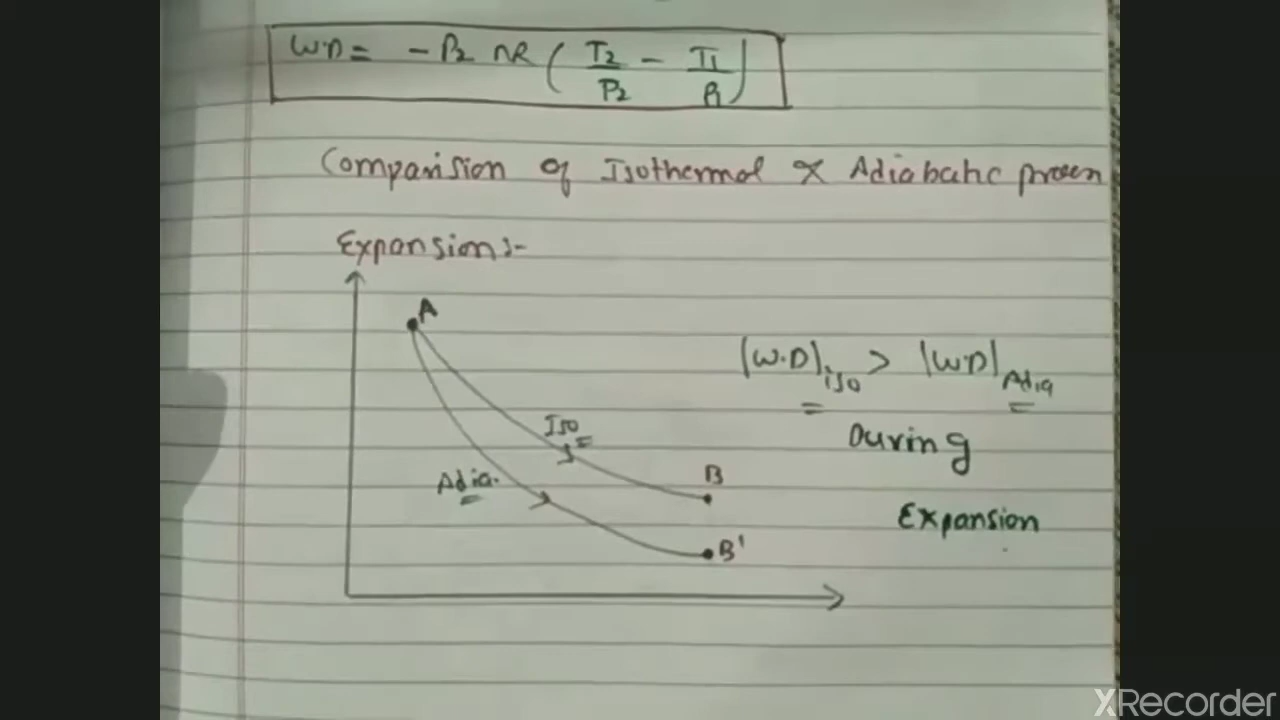 W.D = - P₂ nR ( T₂/P₂ - T₁/P₁ )
Comparision of Isothermal & Adiabatic process
Expansion:-
A
|W.D|iso > |W.D|Adia
Iso
During
Adia.
B
Expansion
B'
XRecorder